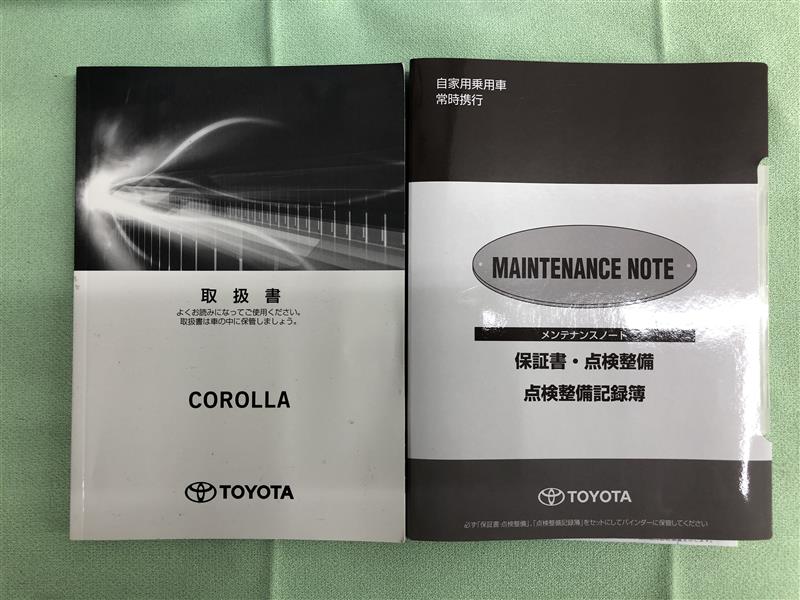 取扱書
よくお読みになってご使用ください。
取扱書は車の中に保管しましょう。
COROLLA
TOYOTA
自家用乗用車
常時携行
MAINTENANCE NOTE
メンテナンスノート
保証書・点検整備
点検整備記録簿
TOYOTA
必ず「保証書・点検整備」、「点検整備記録簿」をセットにしてバインダーに保管してください